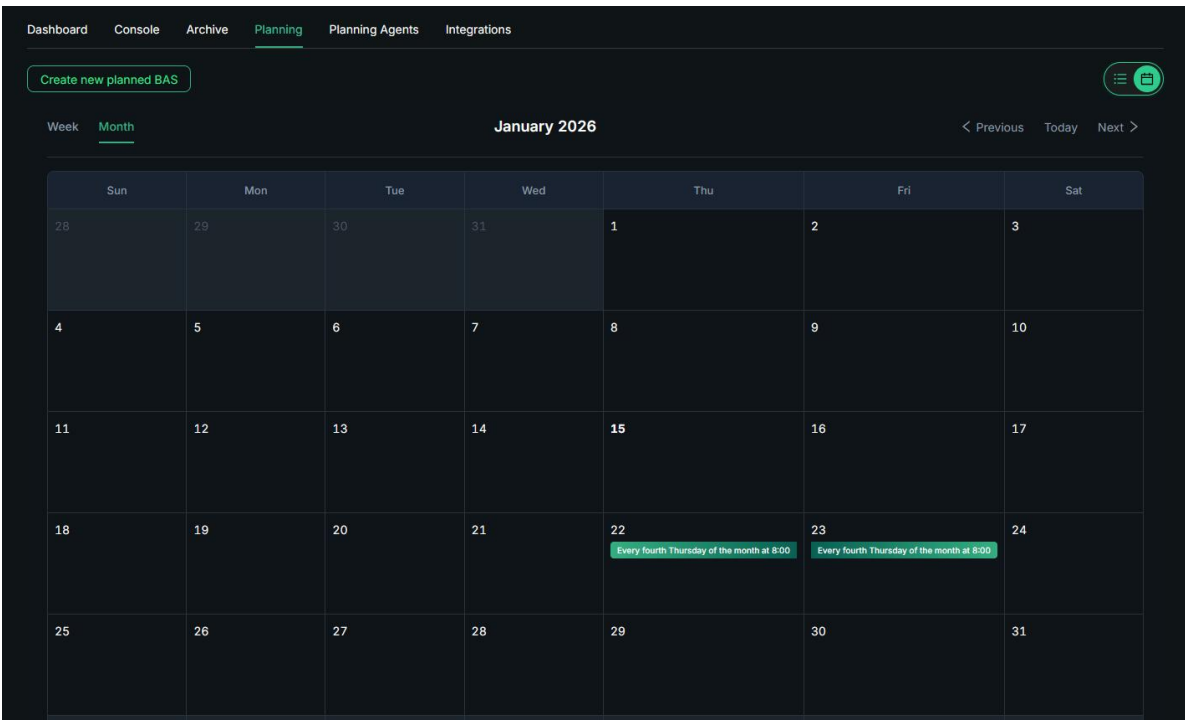 Dashboard Console Archive Planning Planning Agents Integrations
Create new planned BAS
Week Month January 2026 < Previous Today Next >
Sun Mon Tue Wed Thu Fri Sat
28 29 30 31 1 2 3
4 5 6 7 8 9 10
11 12 13 14 15 16 17
18 19 20 21 22 23 24
Every fourth Thursday of the month at 8:00 Every fourth Thursday of the month at 8:00
25 26 27 28 29 30 31